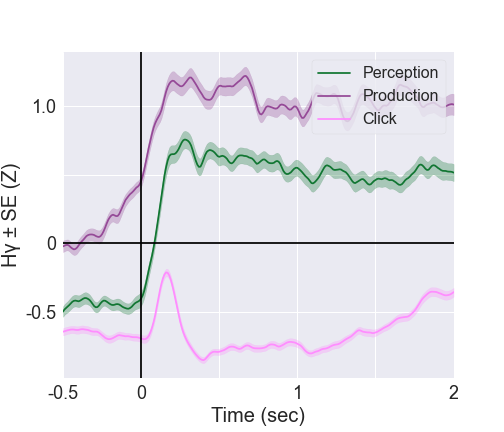 Perception
Production
Click
1.0
0
-0.5
-0.5 0 1 2
Time (sec)
Hγ ± SE (Z)